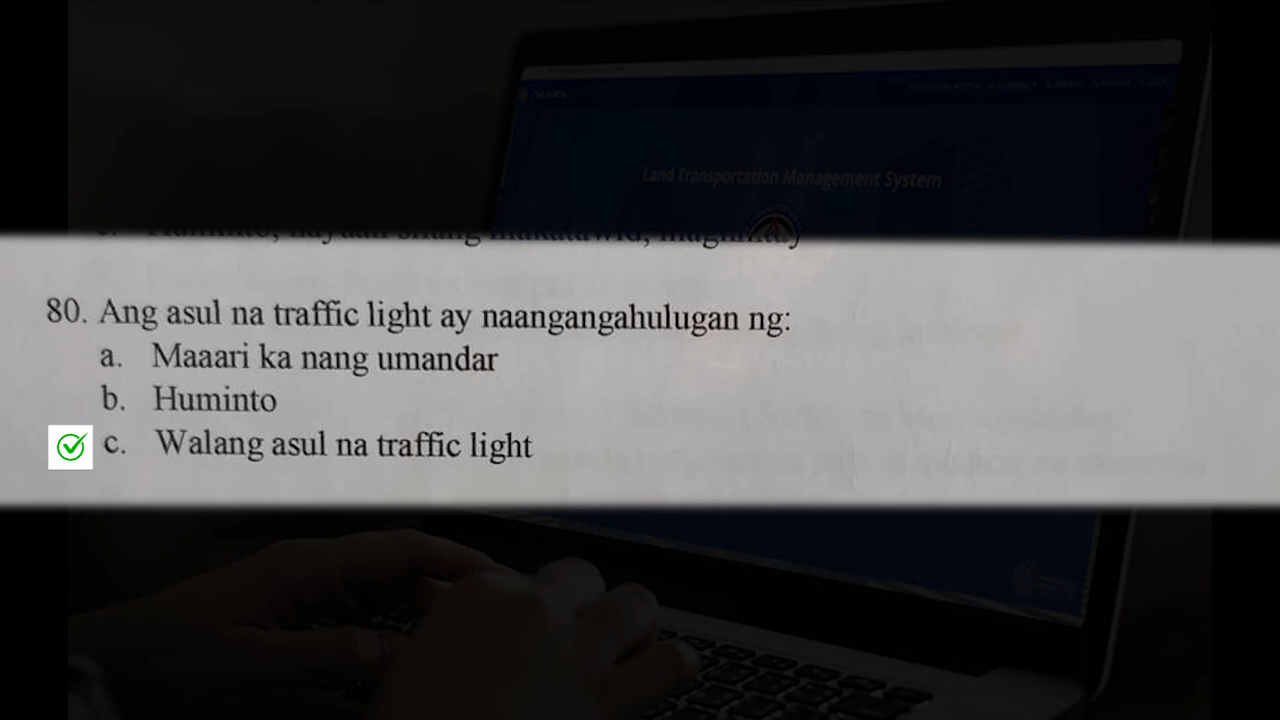 Land Transportation Management System
80. Ang asul na traffic light ay naangangahulugan ng:
a. Maaari ka nang umandar
b. Huminto
c. Walang asul na traffic light